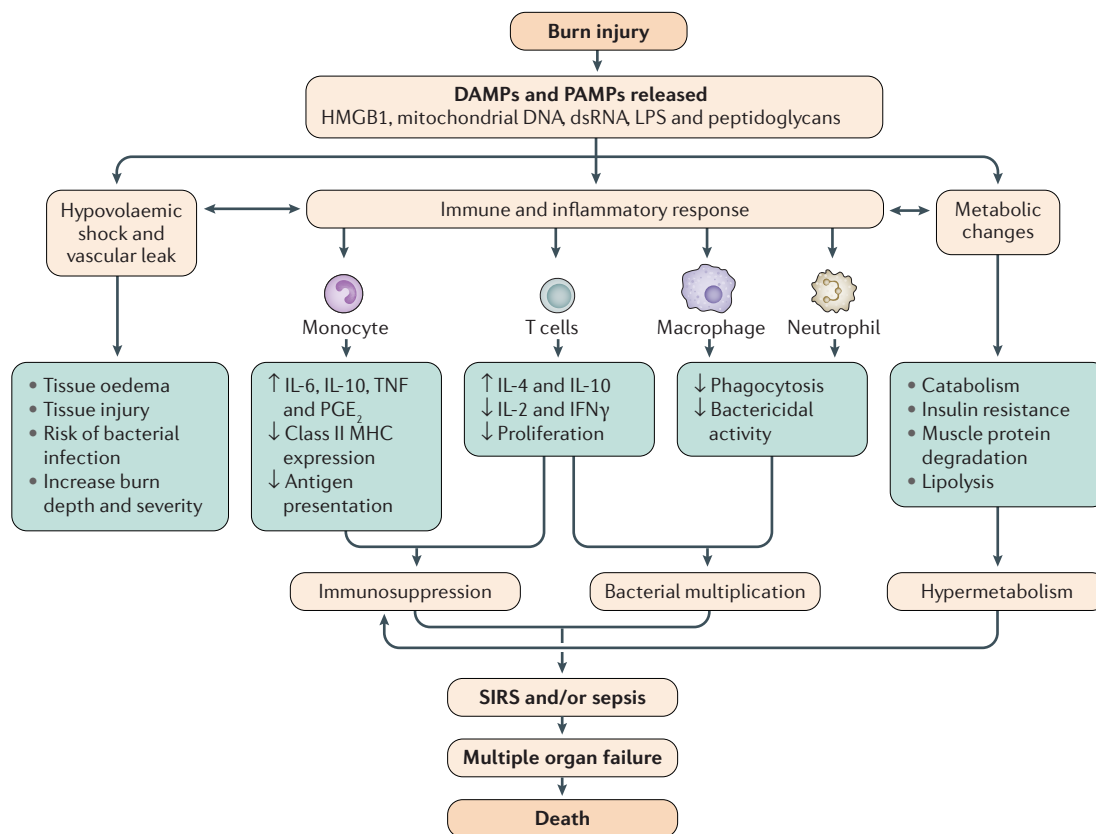 Burn injury
DAMPs and PAMPs released
HMGB1, mitochondrial DNA, dsRNA, LPS and peptidoglycans
Hypovolaemic
shock and
vascular leak
Immune and inflammatory response
Metabolic
changes
Monocyte
T cells
Macrophage
Neutrophil
• Tissue oedema
• Tissue injury
• Risk of bacterial
infection
• Increase burn
depth and severity
↑ IL-6, IL-10, TNF
and PGE₂
↓ Class II MHC
expression
↓ Antigen
presentation
↑ IL-4 and IL-10
↓ IL-2 and IFNγ
↓ Proliferation
↓ Phagocytosis
↓ Bactericidal
activity
• Catabolism
• Insulin resistance
• Muscle protein
degradation
• Lipolysis
Immunosuppression
Bacterial multiplication
Hypermetabolism
SIRS and/or sepsis
Multiple organ failure
Death